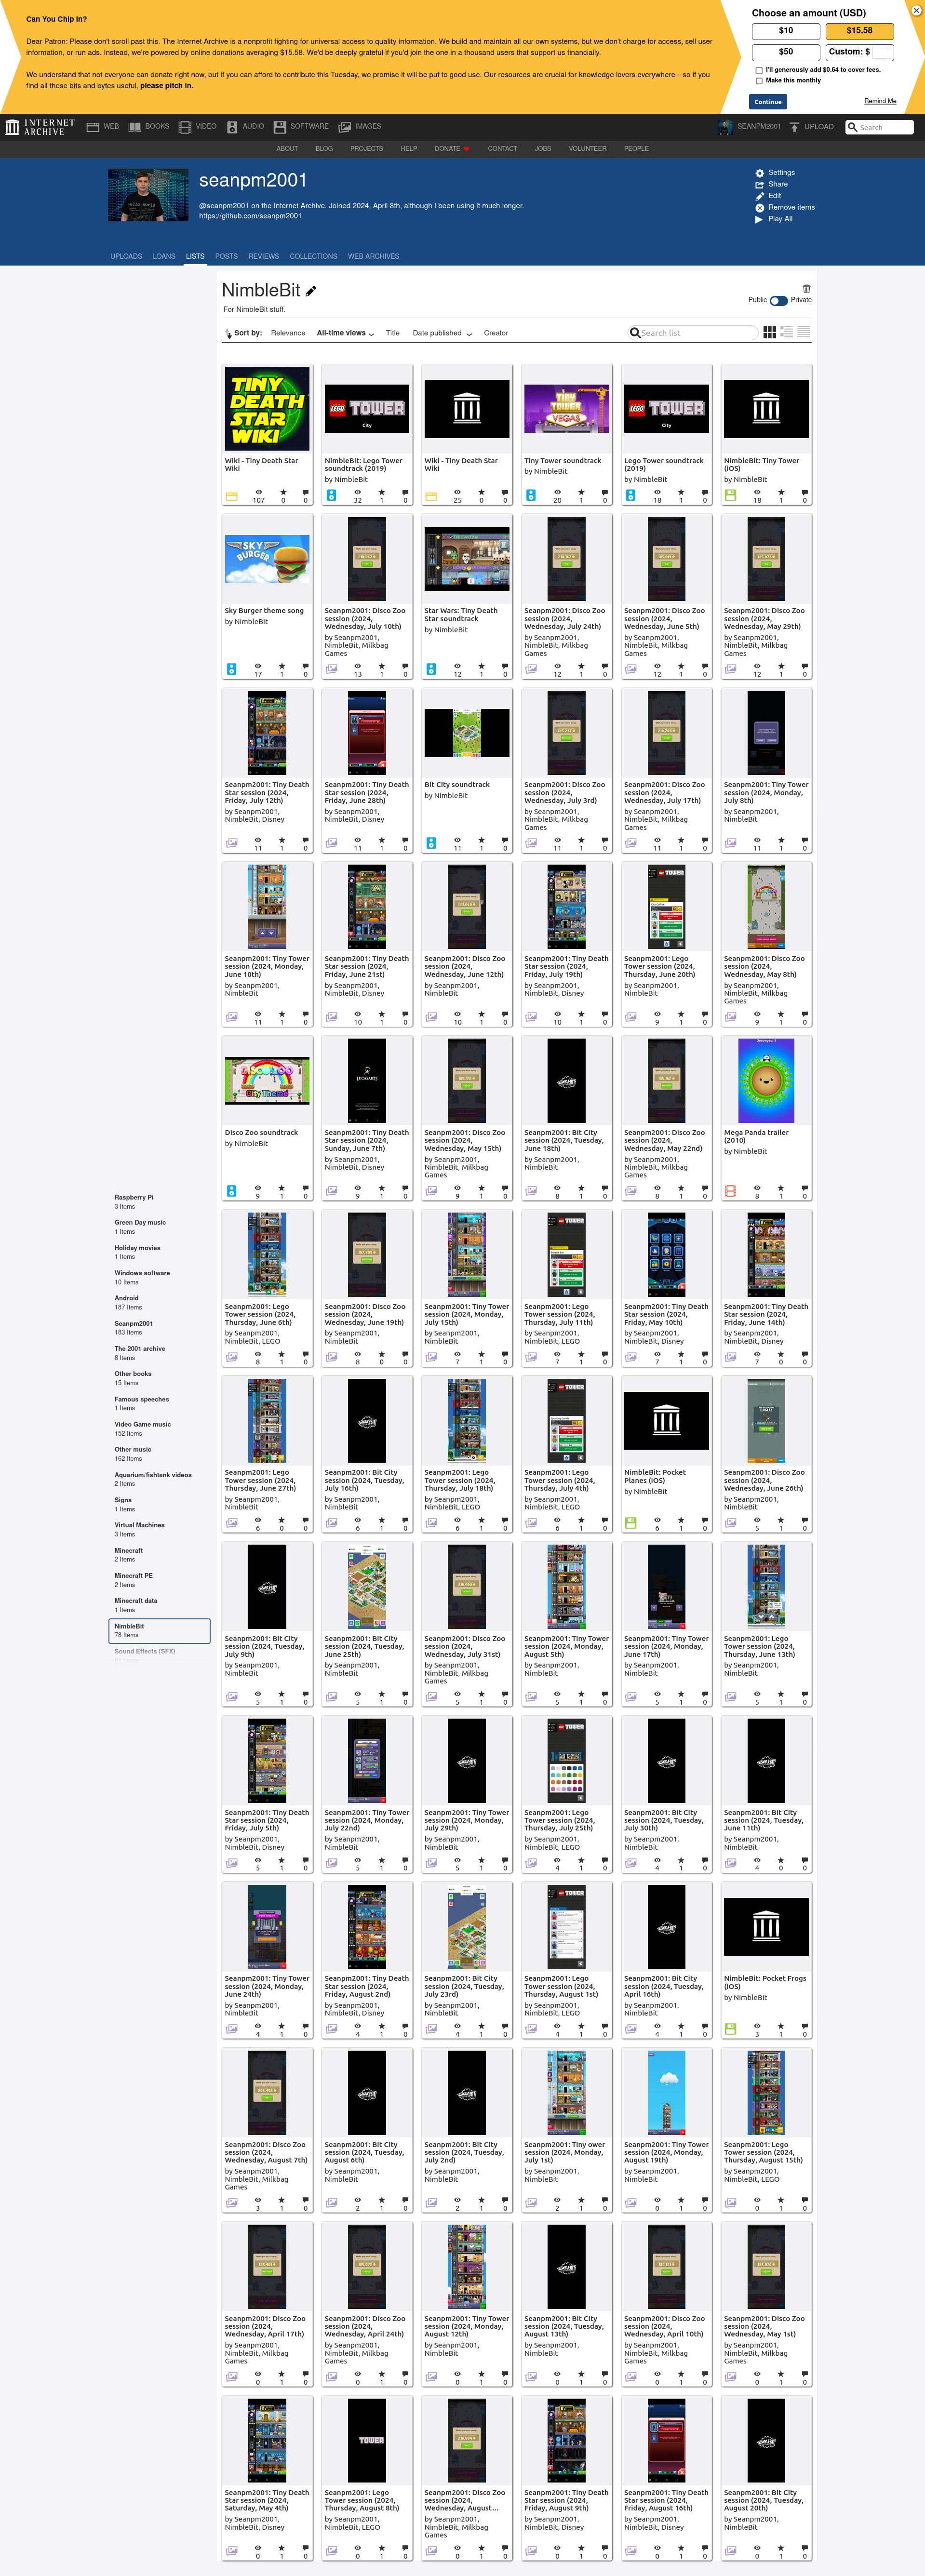 Can You Chip In?
Dear Patron: Please don't scroll past this. The Internet Archive is a nonprofit fighting for universal access to quality information. We build and maintain all our own systems, but we don't charge for access, sell user
information, or run ads. Instead, we're powered by online donations averaging $15.58. We'd be deeply grateful if you'd join the one in a thousand users that support us financially.
We understand that not everyone can donate right now, but if you can afford to contribute this Tuesday, we promise it will be put to good use. Our resources are crucial for knowledge lovers everywhere—so if you
find all these bits and bytes useful, please pitch in.
Choose an amount (USD)
$10
$15.58
$50
Custom: $
I'll generously add $0.64 to cover fees.
Make this monthly
Continue
Remind Me
INTERNET
ARCHIVE
WEB
BOOKS
VIDEO
AUDIO
SOFTWARE
IMAGES
SEANPM2001
UPLOAD
Search
ABOUT
BLOG
PROJECTS
HELP
DONATE
CONTACT
JOBS
VOLUNTEER
PEOPLE
seanpm2001
@seanpm2001 on the Internet Archive. Joined 2024, April 8th, although I been using it much longer.
https://github.com/seanpm2001
Settings
Share
Edit
Remove items
Play All
UPLOADS
LOANS
LISTS
POSTS
REVIEWS
COLLECTIONS
WEB ARCHIVES
NimbleBit
For NimbleBit stuff.
Public
Private
Sort by:
Relevance
All-time views
Title
Date published
Creator
Search list
TINY
DEATH
STAR
WIKI
Wiki - Tiny Death Star
Wiki
107 0 0
LEGO TOWER
City
NimbleBit: Lego Tower
soundtrack (2019)
by NimbleBit
32 1 0
Wiki - Tiny Death Star
Wiki
25 0 0
TINY
TOWER
VEGAS
Tiny Tower soundtrack
by NimbleBit
20 1 0
LEGO TOWER
City
Lego Tower soundtrack
(2019)
by NimbleBit
18 1 0
NimbleBit: Tiny Tower
(iOS)
by NimbleBit
18 1 0
SKY
BURGER
Sky Burger theme song
by NimbleBit
17 1 0
Seanpm2001: Disco Zoo
session (2024,
Wednesday, July 10th)
by Seanpm2001,
NimbleBit, Milkbag
Games
13 1 0
Star Wars: Tiny Death
Star soundtrack
by NimbleBit
12 1 0
Seanpm2001: Disco Zoo
session (2024,
Wednesday, July 24th)
by Seanpm2001,
NimbleBit, Milkbag
Games
12 1 0
Seanpm2001: Disco Zoo
session (2024,
Wednesday, June 5th)
by Seanpm2001,
NimbleBit, Milkbag
Games
12 1 0
Seanpm2001: Disco Zoo
session (2024,
Wednesday, May 29th)
by Seanpm2001,
NimbleBit, Milkbag
Games
12 1 0
Seanpm2001: Tiny Death
Star session (2024,
Friday, July 12th)
by Seanpm2001,
NimbleBit, Disney
11 1 0
Seanpm2001: Tiny Death
Star session (2024,
Friday, June 28th)
by Seanpm2001,
NimbleBit, Disney
11 1 0
Bit City soundtrack
by NimbleBit
11 1 0
Seanpm2001: Disco Zoo
session (2024,
Wednesday, July 3rd)
by Seanpm2001,
NimbleBit, Milkbag
Games
11 1 0
Seanpm2001: Disco Zoo
session (2024,
Wednesday, July 17th)
by Seanpm2001,
NimbleBit, Milkbag
Games
11 1 0
Seanpm2001: Tiny Tower
session (2024, Monday,
July 8th)
by Seanpm2001,
NimbleBit
11 1 0
Seanpm2001: Tiny Tower
session (2024, Monday,
June 10th)
by Seanpm2001,
NimbleBit
11 1 0
Seanpm2001: Tiny Death
Star session (2024,
Friday, June 21st)
by Seanpm2001,
NimbleBit, Disney
10 1 0
Seanpm2001: Disco Zoo
session (2024,
Wednesday, June 12th)
by Seanpm2001,
NimbleBit
10 1 0
Seanpm2001: Tiny Death
Star session (2024,
Friday, July 19th)
by Seanpm2001,
NimbleBit, Disney
10 1 0
LEGO TOWER
Seanpm2001: Lego
Tower session (2024,
Thursday, June 20th)
by Seanpm2001,
NimbleBit
9 1 0
Seanpm2001: Disco Zoo
session (2024,
Wednesday, May 8th)
by Seanpm2001,
NimbleBit, Milkbag
Games
9 1 0
DISCO ZOO
City Theme
Disco Zoo soundtrack
by NimbleBit
9 1 0
Seanpm2001: Tiny Death
Star session (2024,
Sunday, June 7th)
by Seanpm2001,
NimbleBit, Disney
9 1 0
Seanpm2001: Disco Zoo
session (2024,
Wednesday, May 15th)
by Seanpm2001,
NimbleBit, Milkbag
Games
9 1 0
NIMBLEBIT
Seanpm2001: Bit City
session (2024, Tuesday,
June 18th)
by Seanpm2001,
NimbleBit
8 1 0
Seanpm2001: Disco Zoo
session (2024,
Wednesday, May 22nd)
by Seanpm2001,
NimbleBit, Milkbag
Games
8 1 0
Mega Panda trailer
(2010)
by NimbleBit
8 1 0
Raspberry Pi
3 Items
Green Day music
1 Items
Holiday movies
1 Items
Windows software
10 Items
Android
187 Items
Seanpm2001
183 Items
The 2001 archive
8 Items
Other books
15 Items
Famous speeches
1 Items
Video Game music
152 Items
Other music
162 Items
Aquarium/fishtank videos
2 Items
Signs
1 Items
Virtual Machines
3 Items
Minecraft
2 Items
Minecraft PE
2 Items
Minecraft data
1 Items
NimbleBit
78 Items
Sound Effects (SFX)
Seanpm2001: Lego
Tower session (2024,
Thursday, June 6th)
by Seanpm2001,
NimbleBit, LEGO
8 1 0
Seanpm2001: Disco Zoo
session (2024,
Wednesday, June 19th)
by Seanpm2001,
NimbleBit
8 0 0
Seanpm2001: Tiny Tower
session (2024, Monday,
July 15th)
by Seanpm2001,
NimbleBit
7 1 0
LEGO TOWER
Seanpm2001: Lego
Tower session (2024,
Thursday, July 11th)
by Seanpm2001,
NimbleBit, LEGO
7 1 0
Seanpm2001: Tiny Death
Star session (2024,
Friday, May 10th)
by Seanpm2001,
NimbleBit, Disney
7 1 0
Seanpm2001: Tiny Death
Star session (2024,
Friday, June 14th)
by Seanpm2001,
NimbleBit, Disney
7 0 0
Seanpm2001: Lego
Tower session (2024,
Thursday, June 27th)
by Seanpm2001,
NimbleBit
6 0 0
NIMBLEBIT
Seanpm2001: Bit City
session (2024, Tuesday,
July 16th)
by Seanpm2001,
NimbleBit
6 1 0
Seanpm2001: Lego
Tower session (2024,
Thursday, July 18th)
by Seanpm2001,
NimbleBit, LEGO
6 1 0
LEGO TOWER
Seanpm2001: Lego
Tower session (2024,
Thursday, July 4th)
by Seanpm2001,
NimbleBit, LEGO
6 1 0
NimbleBit: Pocket
Planes (iOS)
by NimbleBit
6 1 0
Seanpm2001: Disco Zoo
session (2024,
Wednesday, June 26th)
by Seanpm2001,
NimbleBit
5 1 0
NIMBLEBIT
Seanpm2001: Bit City
session (2024, Tuesday,
July 9th)
by Seanpm2001,
NimbleBit
5 1 0
Seanpm2001: Bit City
session (2024, Tuesday,
June 25th)
by Seanpm2001,
NimbleBit
5 1 0
Seanpm2001: Disco Zoo
session (2024,
Wednesday, July 31st)
by Seanpm2001,
NimbleBit, Milkbag
Games
5 1 0
Seanpm2001: Tiny Tower
session (2024, Monday,
August 5th)
by Seanpm2001,
NimbleBit
5 1 0
Seanpm2001: Tiny Tower
session (2024, Monday,
June 17th)
by Seanpm2001,
NimbleBit
5 1 0
Seanpm2001: Lego
Tower session (2024,
Thursday, June 13th)
by Seanpm2001,
NimbleBit
5 1 0
Seanpm2001: Tiny Death
Star session (2024,
Friday, July 5th)
by Seanpm2001,
NimbleBit, Disney
5 1 0
Seanpm2001: Tiny Tower
session (2024, Monday,
July 22nd)
by Seanpm2001,
NimbleBit
5 1 0
NIMBLEBIT
Seanpm2001: Tiny Tower
session (2024, Monday,
July 29th)
by Seanpm2001,
NimbleBit
5 1 0
LEGO TOWER
Seanpm2001: Lego
Tower session (2024,
Thursday, July 25th)
by Seanpm2001,
NimbleBit, LEGO
4 1 0
NIMBLEBIT
Seanpm2001: Bit City
session (2024, Tuesday,
July 30th)
by Seanpm2001,
NimbleBit
4 1 0
NIMBLEBIT
Seanpm2001: Bit City
session (2024, Tuesday,
June 11th)
by Seanpm2001,
NimbleBit
4 0 0
Seanpm2001: Tiny Tower
session (2024, Monday,
June 24th)
by Seanpm2001,
NimbleBit
4 1 0
Seanpm2001: Tiny Death
Star session (2024,
Friday, August 2nd)
by Seanpm2001,
NimbleBit, Disney
4 1 0
Seanpm2001: Bit City
session (2024, Tuesday,
July 23rd)
by Seanpm2001,
NimbleBit
4 1 0
LEGO TOWER
Seanpm2001: Lego
Tower session (2024,
Thursday, August 1st)
by Seanpm2001,
NimbleBit, LEGO
4 1 0
NIMBLEBIT
Seanpm2001: Bit City
session (2024, Tuesday,
April 16th)
by Seanpm2001,
NimbleBit
4 1 0
NimbleBit: Pocket Frogs
(iOS)
by NimbleBit
3 1 0
Seanpm2001: Disco Zoo
session (2024,
Wednesday, August 7th)
by Seanpm2001,
NimbleBit, Milkbag
Games
3 1 0
NIMBLEBIT
Seanpm2001: Bit City
session (2024, Tuesday,
August 6th)
by Seanpm2001,
NimbleBit
2 1 0
NIMBLEBIT
Seanpm2001: Bit City
session (2024, Tuesday,
July 2nd)
by Seanpm2001,
NimbleBit
2 1 0
Seanpm2001: Tiny ower
session (2024, Monday,
July 1st)
by Seanpm2001,
NimbleBit
2 1 0
Seanpm2001: Tiny Tower
session (2024, Monday,
August 19th)
by Seanpm2001,
NimbleBit
0 1 0
Seanpm2001: Lego
Tower session (2024,
Thursday, August 15th)
by Seanpm2001,
NimbleBit, LEGO
0 1 0
Seanpm2001: Disco Zoo
session (2024,
Wednesday, April 17th)
by Seanpm2001,
NimbleBit, Milkbag
Games
0 1 0
Seanpm2001: Disco Zoo
session (2024,
Wednesday, April 24th)
by Seanpm2001,
NimbleBit, Milkbag
Games
0 1 0
Seanpm2001: Tiny Tower
session (2024, Monday,
August 12th)
by Seanpm2001,
NimbleBit
0 1 0
NIMBLEBIT
Seanpm2001: Bit City
session (2024, Tuesday,
August 13th)
by Seanpm2001,
NimbleBit
0 1 0
Seanpm2001: Disco Zoo
session (2024,
Wednesday, April 10th)
by Seanpm2001,
NimbleBit, Milkbag
Games
0 1 0
Seanpm2001: Disco Zoo
session (2024,
Wednesday, May 1st)
by Seanpm2001,
NimbleBit, Milkbag
Games
0 1 0
Seanpm2001: Tiny Death
Star session (2024,
Saturday, May 4th)
by Seanpm2001,
NimbleBit, Disney
0 1 0
TOWER
Seanpm2001: Lego
Tower session (2024,
Thursday, August 8th)
by Seanpm2001,
NimbleBit, LEGO
0 1 0
Seanpm2001: Disco Zoo
session (2024,
Wednesday, August...
by Seanpm2001,
NimbleBit, Milkbag
Games
0 1 0
Seanpm2001: Tiny Death
Star session (2024,
Friday, August 9th)
by Seanpm2001,
NimbleBit, Disney
0 1 0
Seanpm2001: Tiny Death
Star session (2024,
Friday, August 16th)
by Seanpm2001,
NimbleBit, Disney
0 1 0
NIMBLEBIT
Seanpm2001: Bit City
session (2024, Tuesday,
August 20th)
by Seanpm2001,
NimbleBit
0 1 0